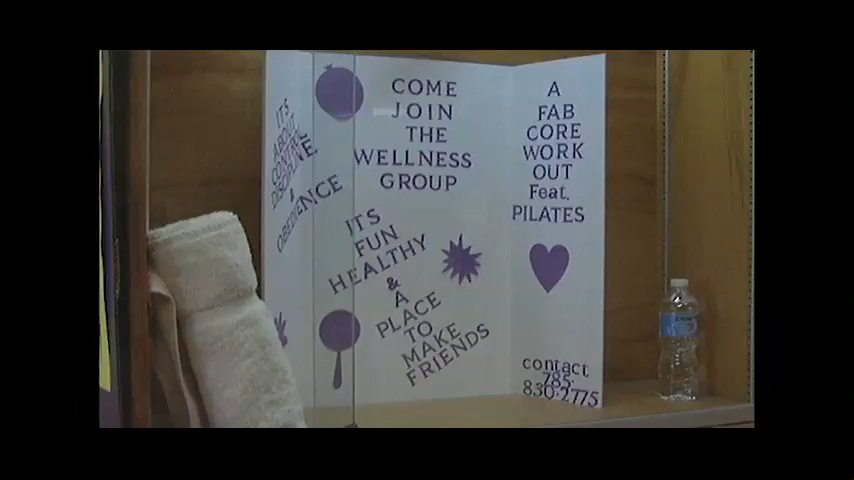 ITS
ABOUT
CONTROL
DISCIPLINE
&
OBEDIENCE
COME
JOIN
THE
WELLNESS
GROUP
ITS
FUN
HEALTHY
&
A
PLACE
TO
MAKE
FRIENDS
A
FAB
CORE
WORK
OUT
Feat.
PILATES
contact
785-
830-2775